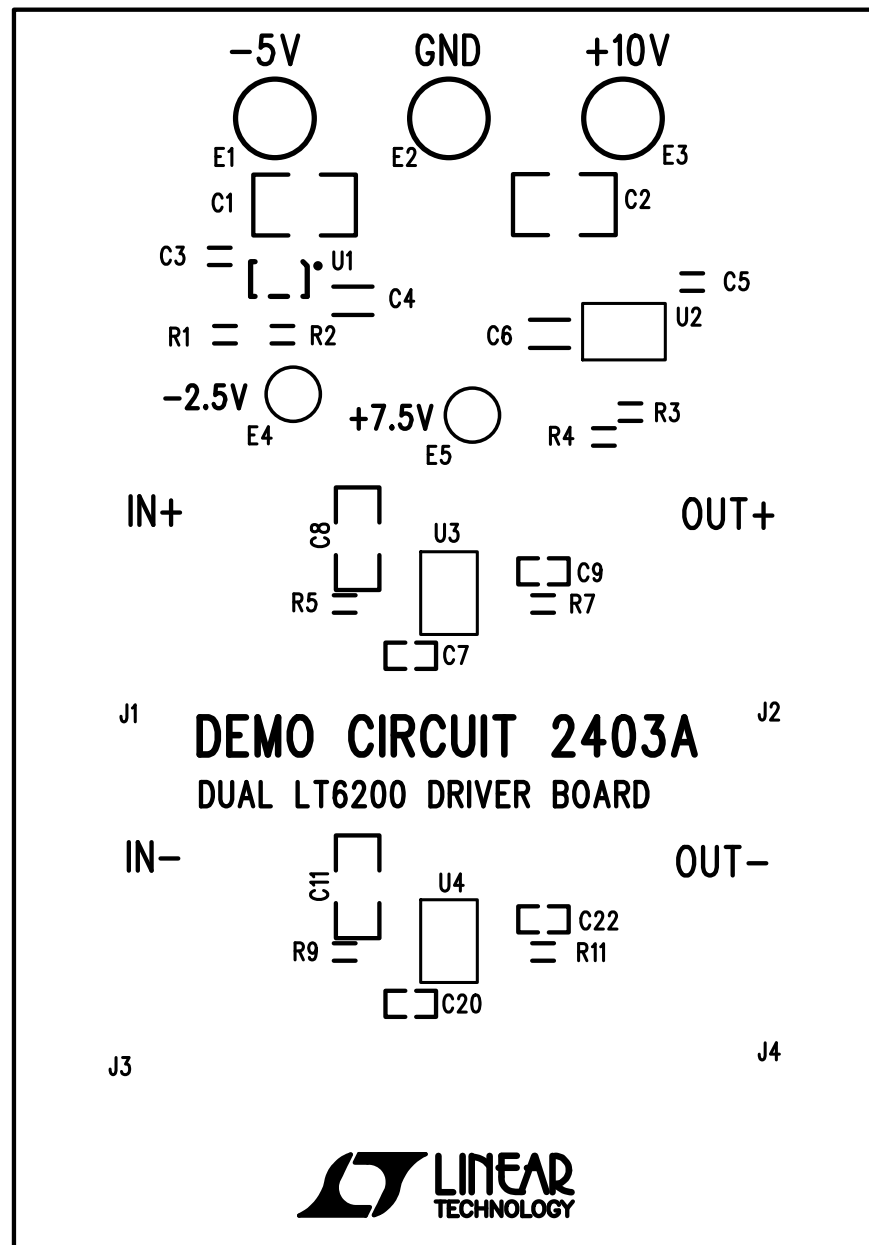 -5V GND +10V
E1 E2 E3
C1 C2
C3 U1
C4 C5
R1 R2 C6 U2
-2.5V +7.5V R3
E4 E5 R4
IN+ C8 U3 OUT+
R5 C9 R7
C7
J1 J2
DEMO CIRCUIT 2403A
DUAL LT6200 DRIVER BOARD
IN- C11 U4 OUT-
R9 C22 R11
C20
J3 J4
LINEAR
TECHNOLOGY